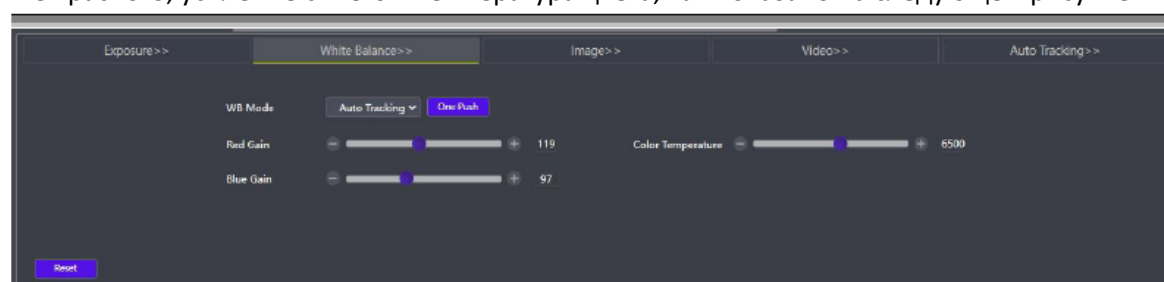 Exposure>> White Balance>> Image>> Video>> Auto Tracking>>
WB Mode Auto Tracking One Push
Red Gain 119 Color Temperature 6500
Blue Gain 97
Reset